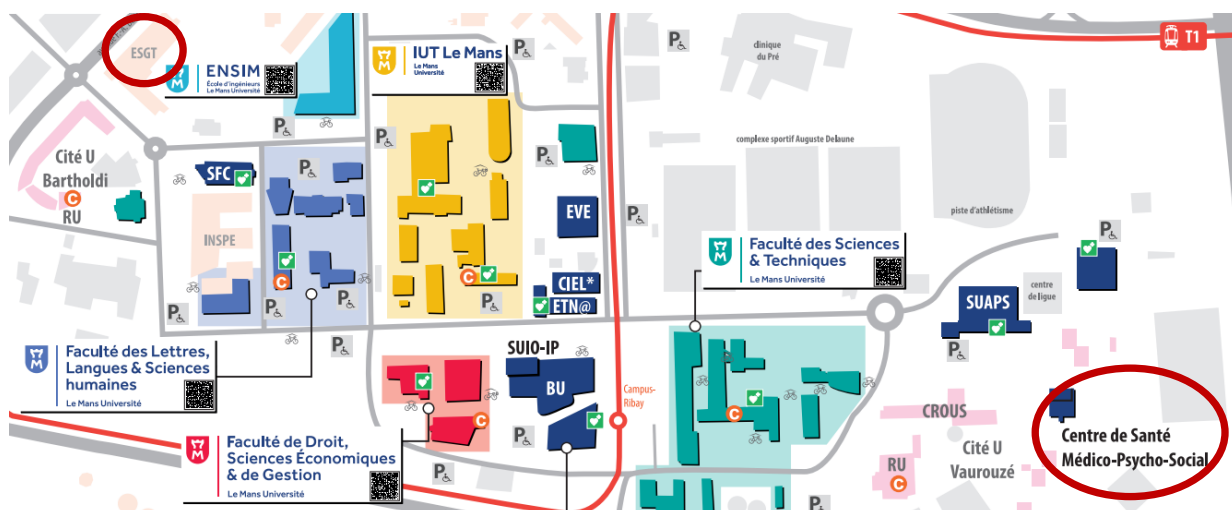 ESGT
ENSIM
École d'ingénieurs
Le Mans Université
IUT Le Mans
Le Mans
Université
P
P
P
clinique
du Pré
T1
P
P
P
P
complexe sportif Auguste Delaune
Cité U
Bartholdi
C
RU
SFC
INSPE
C
P
P
EVE
C
P
CIEL*
ETN@
P
piste d'athlétisme
Faculté des Sciences
& Techniques
Le Mans Université
P
SUAPS
centre
de ligue
P
P
Faculté des Lettres,
Langues & Sciences
humaines
Le Mans Université
P
SUIO-IP
BU
C
Campus-
Ribay
C
CROUS
Cité U
Vaurouzé
RU
C
Centre de Santé
Médico-Psycho-Social
Faculté de Droit,
Sciences Économiques
& de Gestion
Le Mans Université
P
P
P